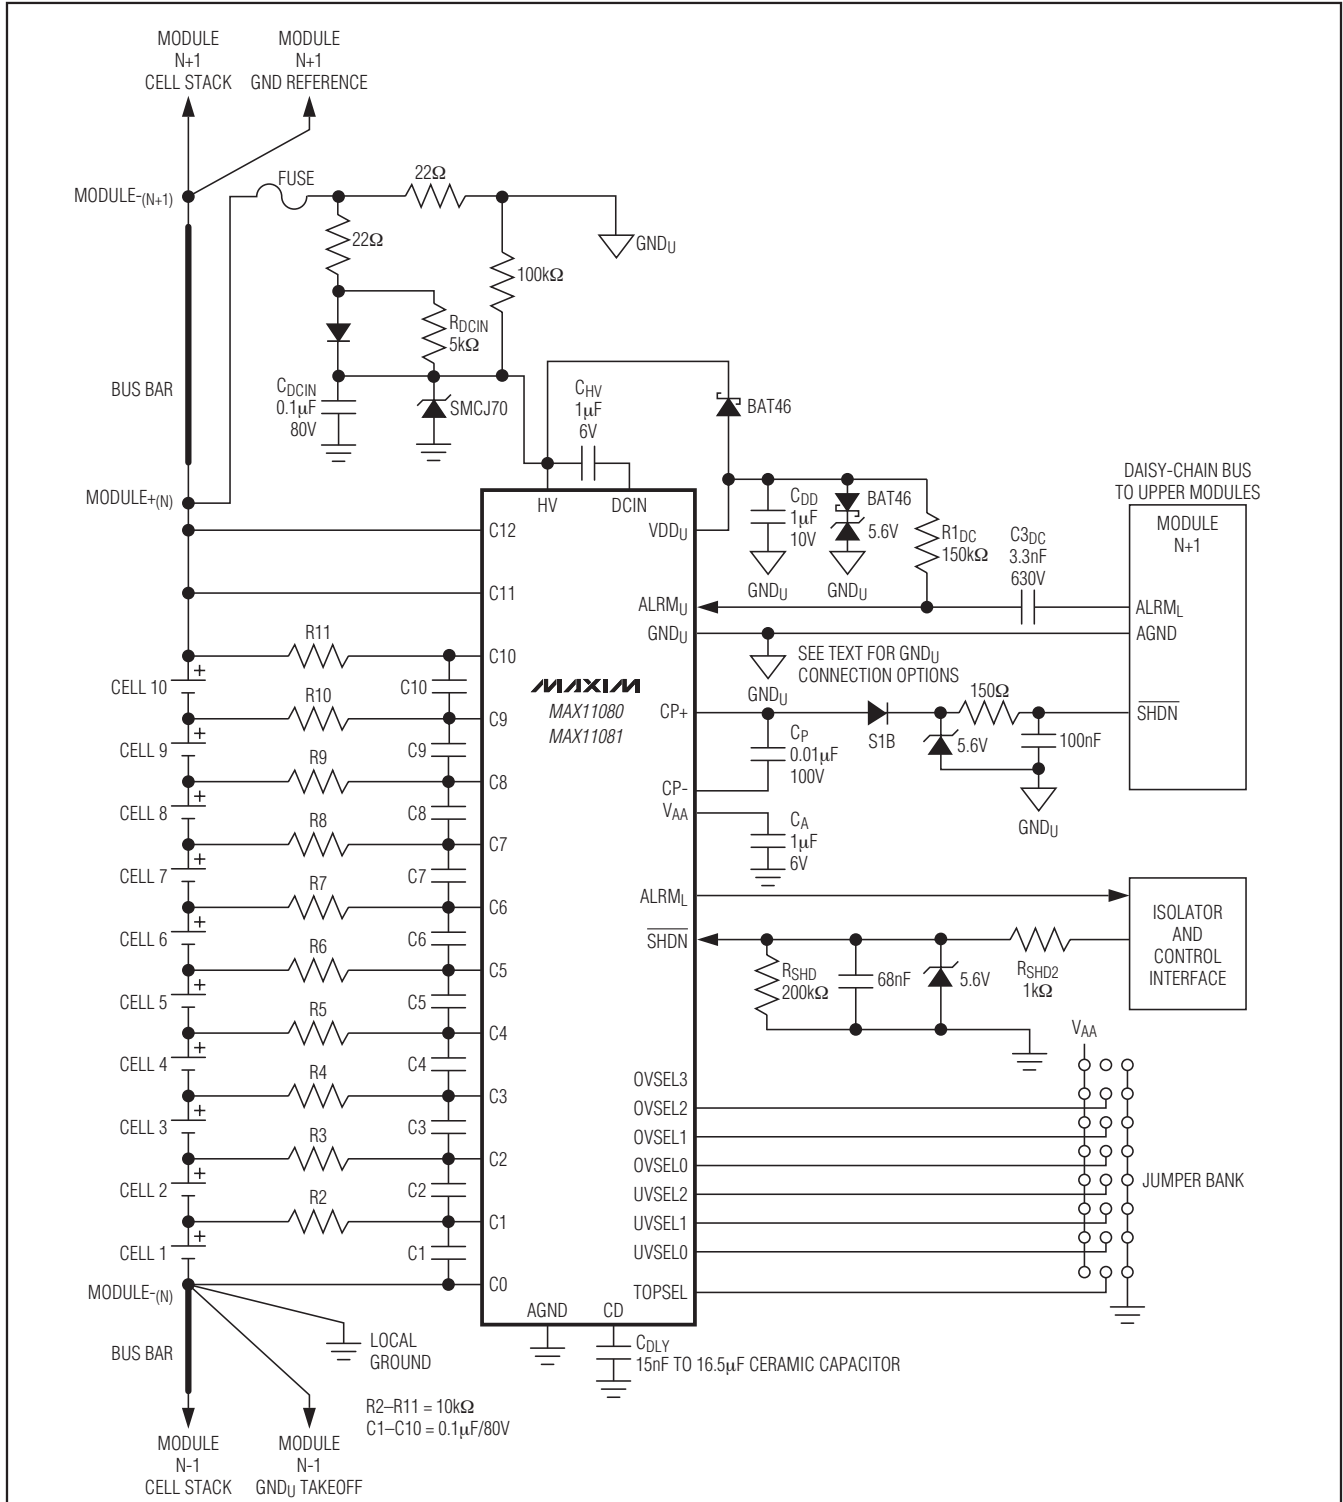 MODULE
N+1
CELL STACK
MODULE
N+1
GND REFERENCE
MODULE-(N+1)
FUSE
22Ω
22Ω
GNDU
100kΩ
RDCIN
5kΩ
BUS BAR
CDCIN
0.1μF
80V
SMCJ70
CHV
1μF
6V
BAT46
MODULE+(N)
HV
DCIN
VDDU
CDD
1μF
10V
GNDU
BAT46
5.6V
GNDU
R1DC
150kΩ
C3DC
3.3nF
630V
DAISY-CHAIN BUS
TO UPPER MODULES
MODULE
N+1
ALRML
AGND
SHDN
C12
C11
C10
C9
C8
C7
C6
C5
C4
C3
C2
C1
C0
ALRMU
GNDU
CP+
CP-
VAA
ALRML
SHDN
OVSEL3
OVSEL2
OVSEL1
OVSEL0
UVSEL2
UVSEL1
UVSEL0
TOPSEL
AGND
CD
MAXIM
MAX11080
MAX11081
SEE TEXT FOR GNDU
CONNECTION OPTIONS
GNDU
CP
0.01μF
100V
S1B
5.6V
150Ω
100nF
GNDU
CA
1μF
6V
ISOLATOR
AND
CONTROL
INTERFACE
RSHD
200kΩ
68nF
5.6V
RSHD2
1kΩ
VAA
JUMPER BANK
R11
+
CELL 10
C10
R10
+
CELL 9
C9
R9
+
CELL 8
C8
R8
+
CELL 7
C7
R7
+
CELL 6
C6
R6
+
CELL 5
C5
R5
+
CELL 4
C4
R4
+
CELL 3
C3
R3
+
CELL 2
C2
R2
+
CELL 1
C1
MODULE-(N)
BUS BAR
LOCAL
GROUND
CDLY
15nF TO 16.5μF CERAMIC CAPACITOR
R2–R11 = 10kΩ
C1–C10 = 0.1μF/80V
MODULE
N-1
CELL STACK
MODULE
N-1
GNDU TAKEOFF